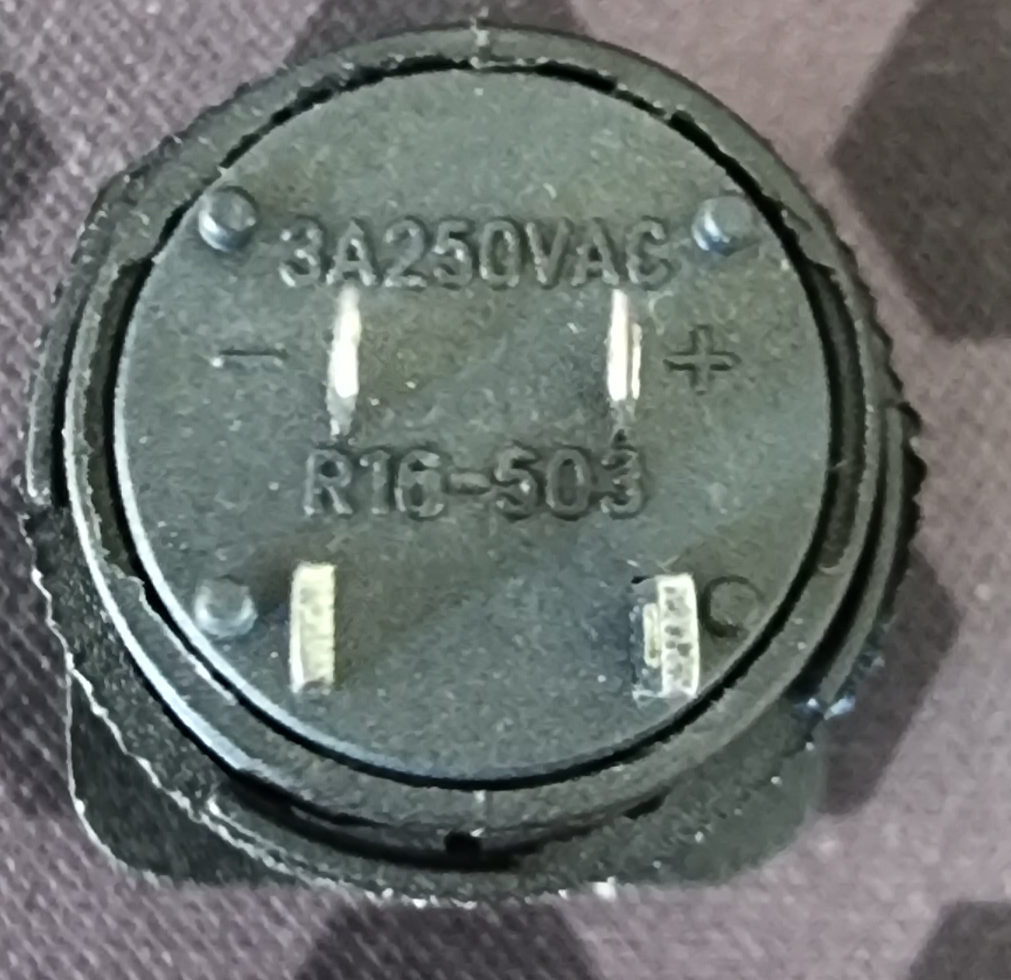 3A250VAC
− +
R16-503
C